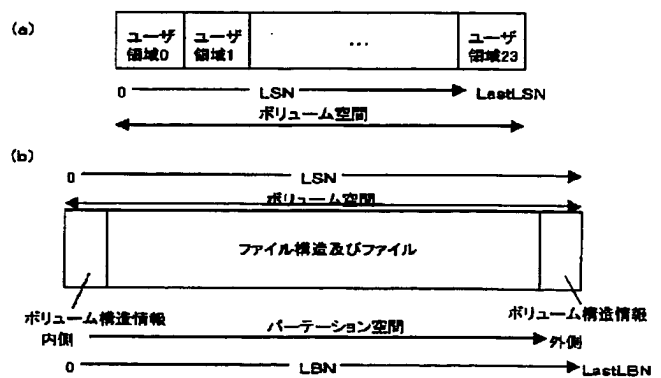 (a)
ユーザ
領域0
ユーザ
領域1
...
ユーザ
領域23
0 LSN LastLSN
ボリューム空間
(b)
0 LSN
ボリューム空間
ファイル構造及びファイル
ボリューム構造情報 ボリューム構造情報
内側 パーテーション空間 外側
0 LBN LastLBN